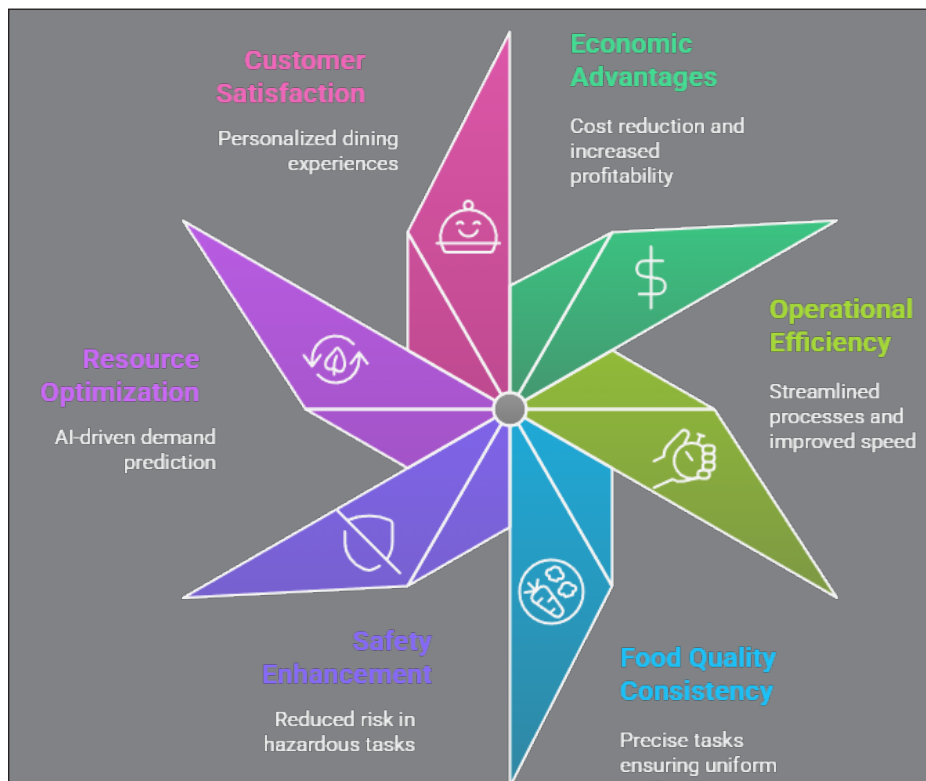 Customer
Satisfaction
Personalized dining
experiences
Economic
Advantages
Cost reduction and
increased
profitability
Operational
Efficiency
Streamlined
processes and
improved speed
Resource
Optimization
AI-driven demand
prediction
$
Safety
Enhancement
Reduced risk in
hazardous tasks
Food Quality
Consistency
Precise tasks
ensuring uniform